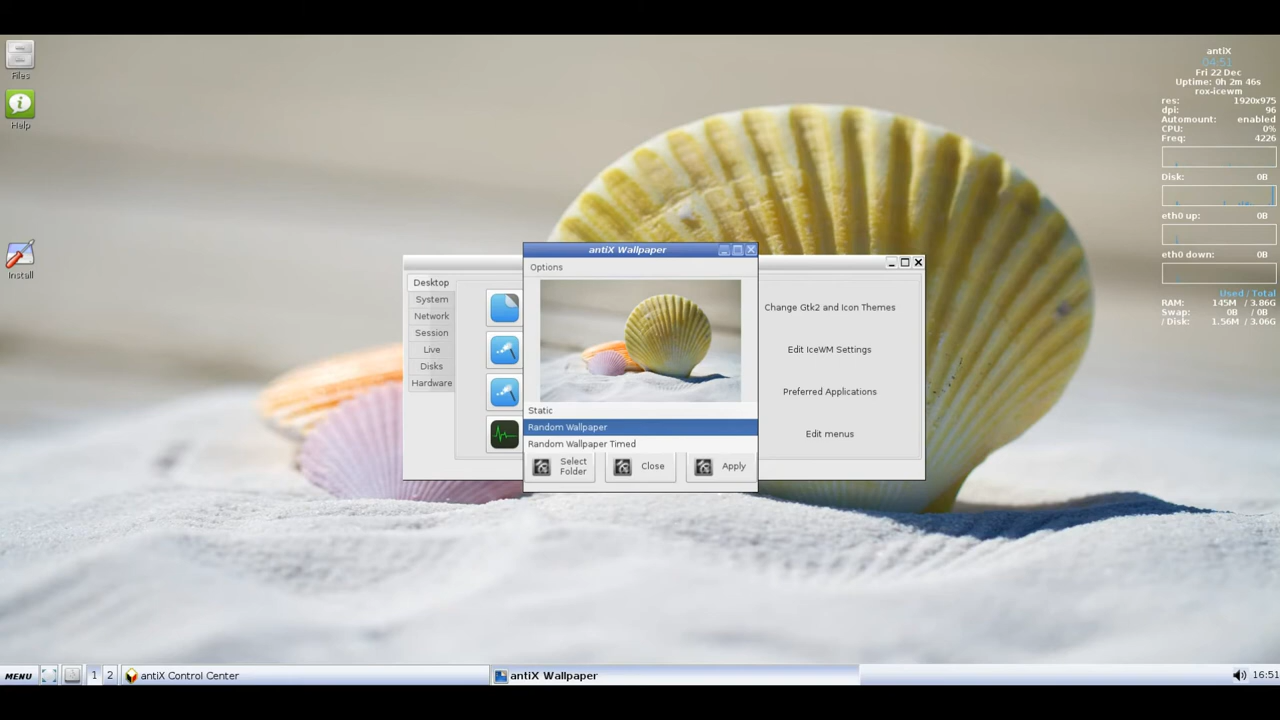 Files
Help
Install
antiX
04:51
Fri 22 Dec
Uptime: 0h 2m 46s
rox-icewm
res: 1920x975
dpi: 96
Automount: enabled
CPU: 0%
Freq: 4226
Disk: 0B
eth0 up: 0B
eth0 down: 0B
Used / Total
RAM: 145M / 3.86G
Swap: 0B / 0B
/ Disk: 1.56M / 3.06G
antiX Wallpaper
Options
Static
Random Wallpaper
Random Wallpaper Timed
Select
Folder
Close
Apply
Desktop
System
Network
Session
Live
Disks
Hardware
Change Gtk2 and Icon Themes
Edit IceWM Settings
Preferred Applications
Edit menus
MENU
1
2
antiX Control Center
antiX Wallpaper
16:51